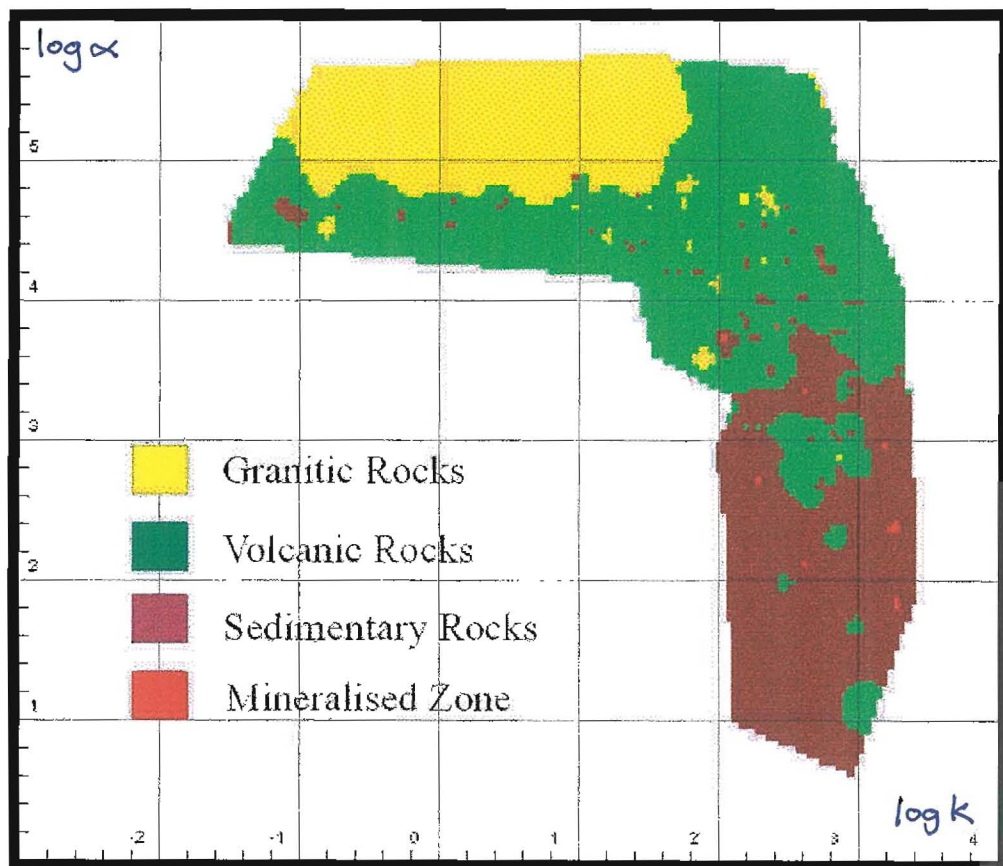 log α
5
4
3
Granitic Rocks
Volcanic Rocks
2
Sedimentary Rocks
Mineralised Zone
1
log k
-2 -1 0 1 2 3 4